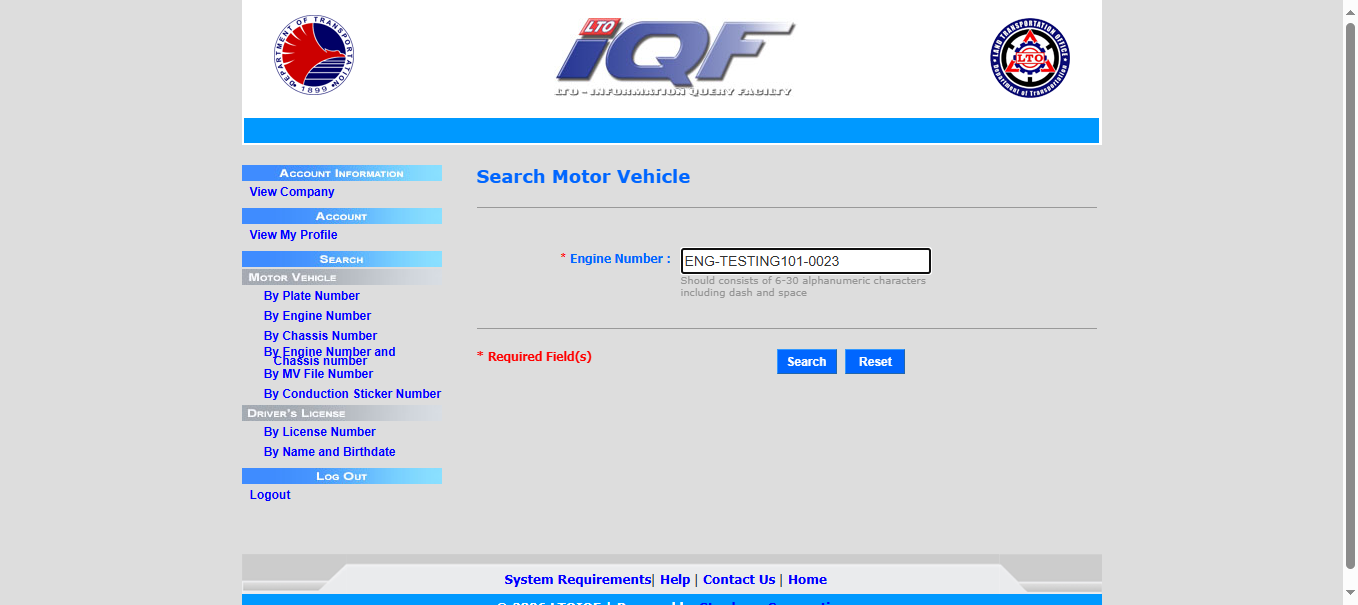 DEPARTMENT OF TRANSPORTATION
1899
LTO
iQF
LTO - INFORMATION QUERY FACILTY
LAND TRANSPORTATION OFFICE
LTO
Department of Transportation
Account Information
View Company
Account
View My Profile
Search
Motor Vehicle
By Plate Number
By Engine Number
By Chassis Number
By Engine Number and
Chassis number
By MV File Number
By Conduction Sticker Number
Driver's License
By License Number
By Name and Birthdate
Log Out
Logout
Search Motor Vehicle
* Engine Number : ENG-TESTING101-0023
Should consists of 6-30 alphanumeric characters
including dash and space
* Required Field(s) Search Reset
System Requirements| Help | Contact Us | Home